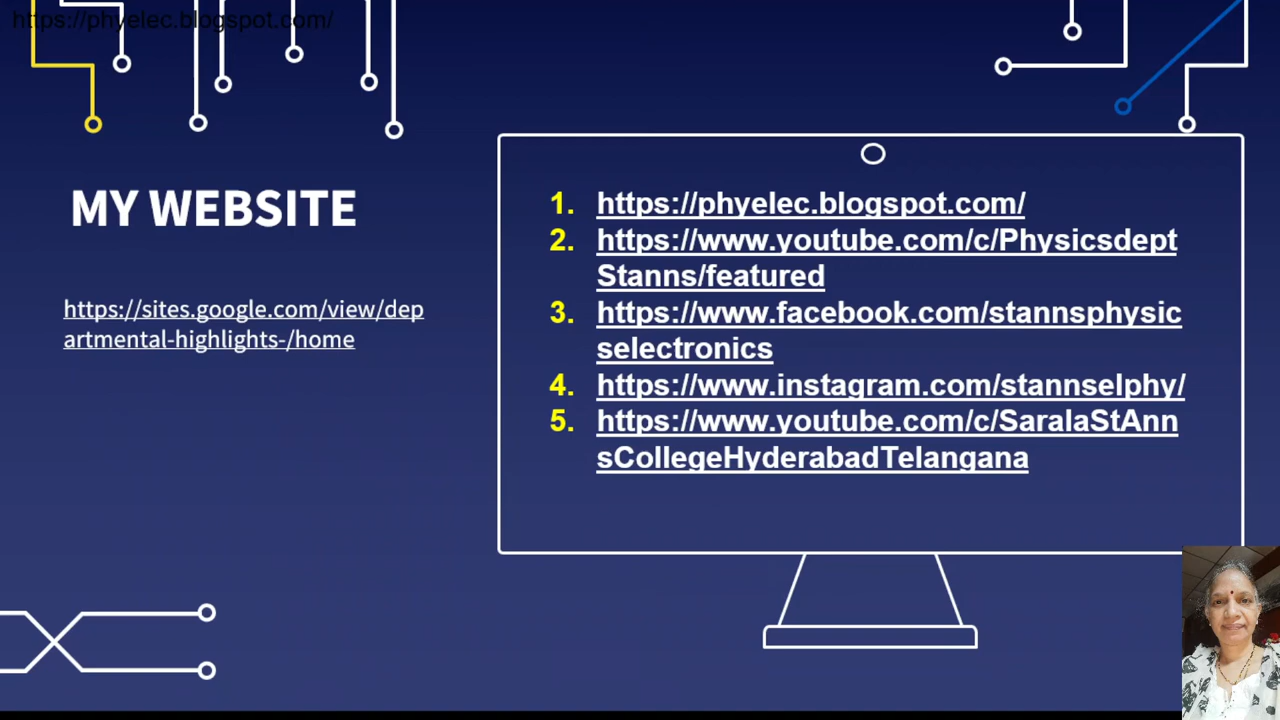 https://phyelec.blogspot.com/
MY WEBSITE
https://sites.google.com/view/dep
artmental-highlights-/home
1. https://phyelec.blogspot.com/
2. https://www.youtube.com/c/Physicsdept
Stanns/featured
3. https://www.facebook.com/stannsphysic
selectronics
4. https://www.instagram.com/stannselphy/
5. https://www.youtube.com/c/SaralaStAnn
sCollegeHyderabadTelangana